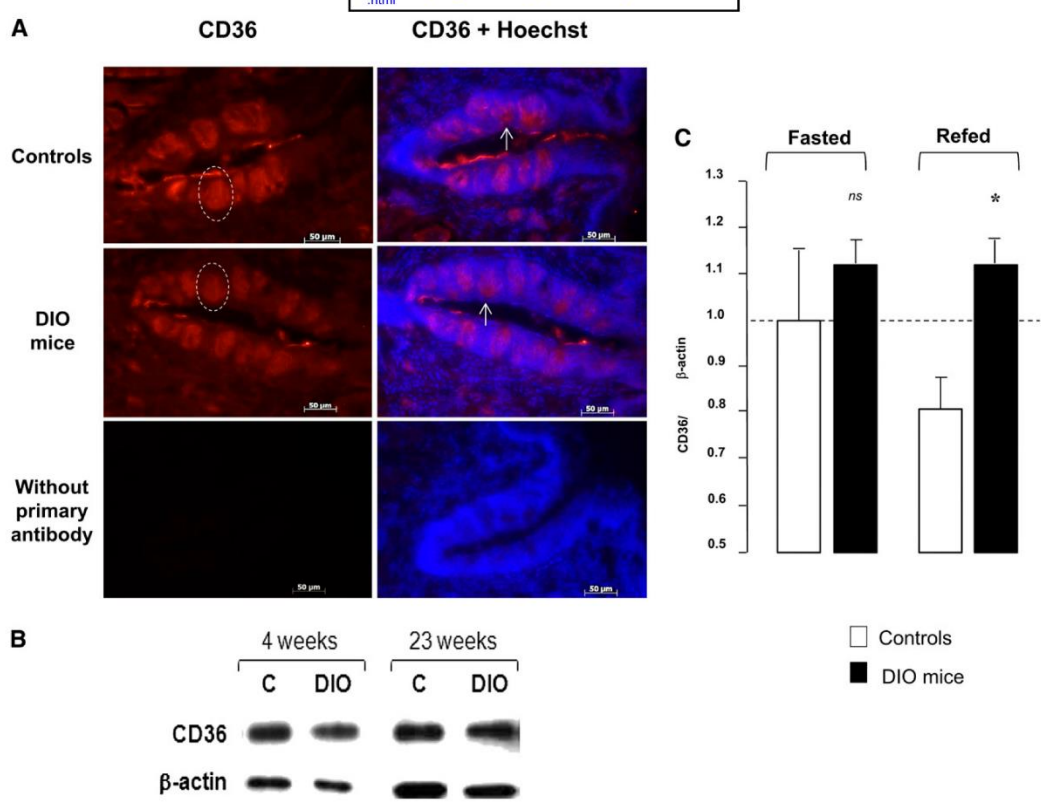 .html
A
CD36
CD36 + Hoechst
Controls
50 µm
50 µm
DIO
mice
50 µm
50 µm
Without
primary
antibody
50 µm
50 µm
B
4 weeks
23 weeks
C
DIO
C
DIO
CD36
β-actin
C
Fasted
Refed
1.3
1.2
1.1
1.0
0.9
0.8
0.7
0.6
0.5
CD36/
β-actin
ns
*
Controls
DIO mice